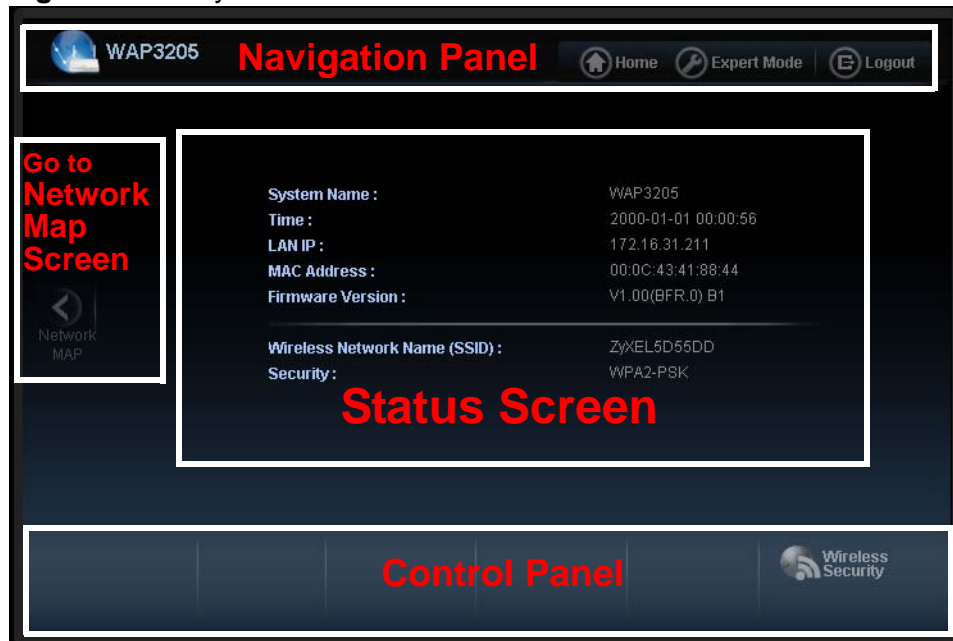 WAP3205
Navigation Panel
Home Expert Mode Logout
Go to
Network
Map
Screen
Network
MAP
System Name : WAP3205
Time : 2000-01-01 00:00:56
LAN IP : 172.16.31.211
MAC Address : 00:0C:43:41:88:44
Firmware Version : V1.00(BFR.0) B1
Wireless Network Name (SSID) : ZyXEL5D55DD
Security : WPA2-PSK
Status Screen
Control Panel
Wireless
Security